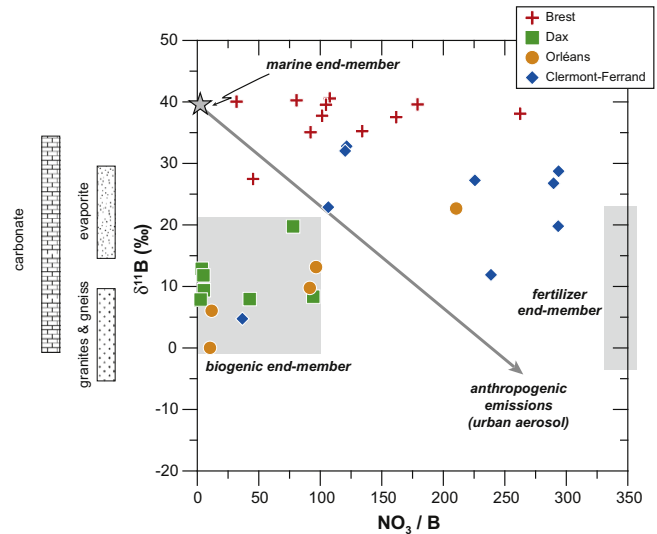 Brest
Dax
Orléans
Clermont-Ferrand
50
40
30
20
10
0
-10
-20
δ¹¹B (‰)
marine end-member
carbonate
evaporite
granites & gneiss
biogenic end-member
fertilizer
end-member
anthropogenic
emissions
(urban aerosol)
0 50 100 150 200 250 300 350
NO₃ / B